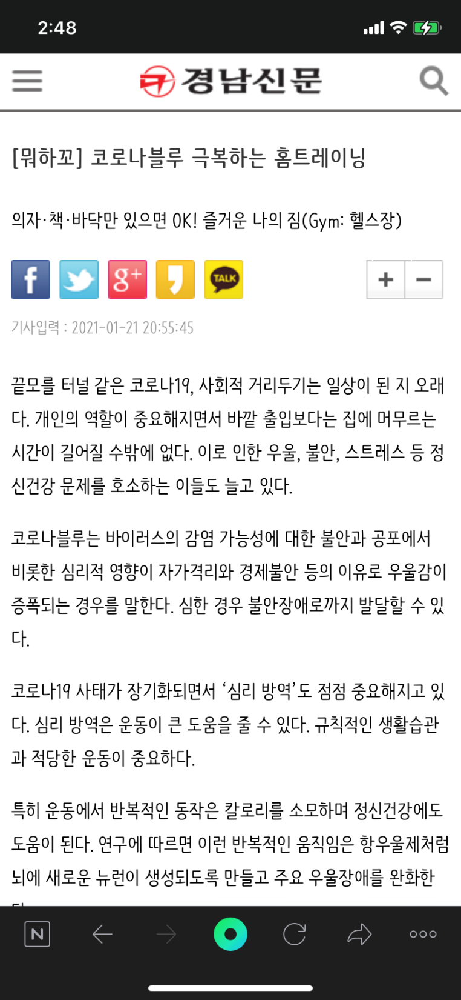 2:48
경남신문
[뭐하꼬] 코로나블루 극복하는 홈트레이닝
의자·책·바닥만 있으면 OK! 즐거운 나의 짐(Gym: 헬스장)
f
g+
TALK
+ −
기사입력 : 2021-01-21 20:55:45
끝모를 터널 같은 코로나19, 사회적 거리두기는 일상이 된 지 오래
다. 개인의 역할이 중요해지면서 바깥 출입보다는 집에 머무르는
시간이 길어질 수밖에 없다. 이로 인한 우울, 불안, 스트레스 등 정
신건강 문제를 호소하는 이들도 늘고 있다.
코로나블루는 바이러스의 감염 가능성에 대한 불안과 공포에서
비롯한 심리적 영향이 자가격리와 경제불안 등의 이유로 우울감이
증폭되는 경우를 말한다. 심한 경우 불안장애로까지 발달할 수 있
다.
코로나19 사태가 장기화되면서 ‘심리 방역’도 점점 중요해지고 있
다. 심리 방역은 운동이 큰 도움을 줄 수 있다. 규칙적인 생활습관
과 적당한 운동이 중요하다.
특히 운동에서 반복적인 동작은 칼로리를 소모하며 정신건강에도
도움이 된다. 연구에 따르면 이런 반복적인 움직임은 항우울제처럼
뇌에 새로운 뉴런이 생성되도록 만들고 주요 우울장애를 완화한
N